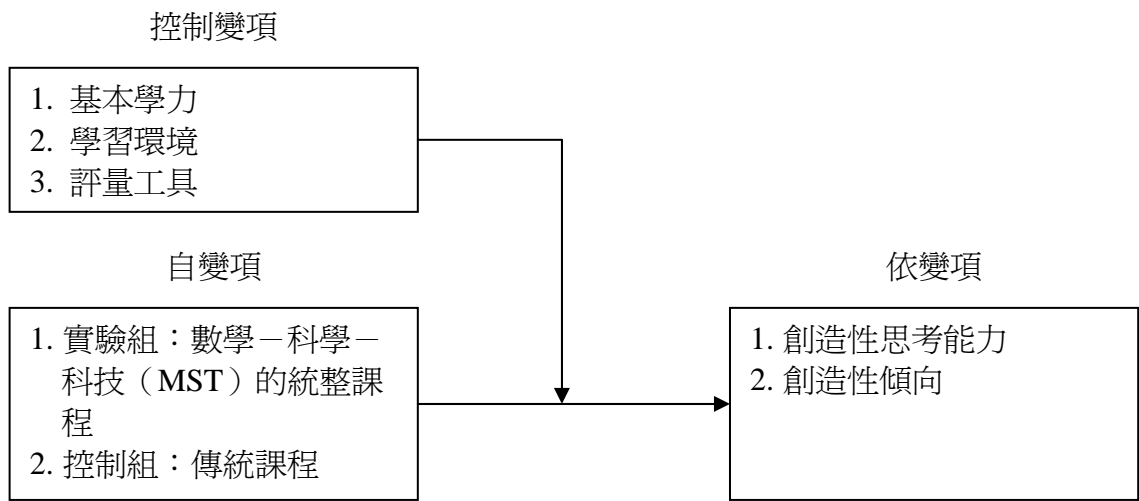 控制變項
1. 基本學力
2. 學習環境
3. 評量工具
自變項
1. 實驗組：數學－科學－
科技（MST）的統整課
程
2. 控制組：傳統課程
依變項
1. 創造性思考能力
2. 創造性傾向